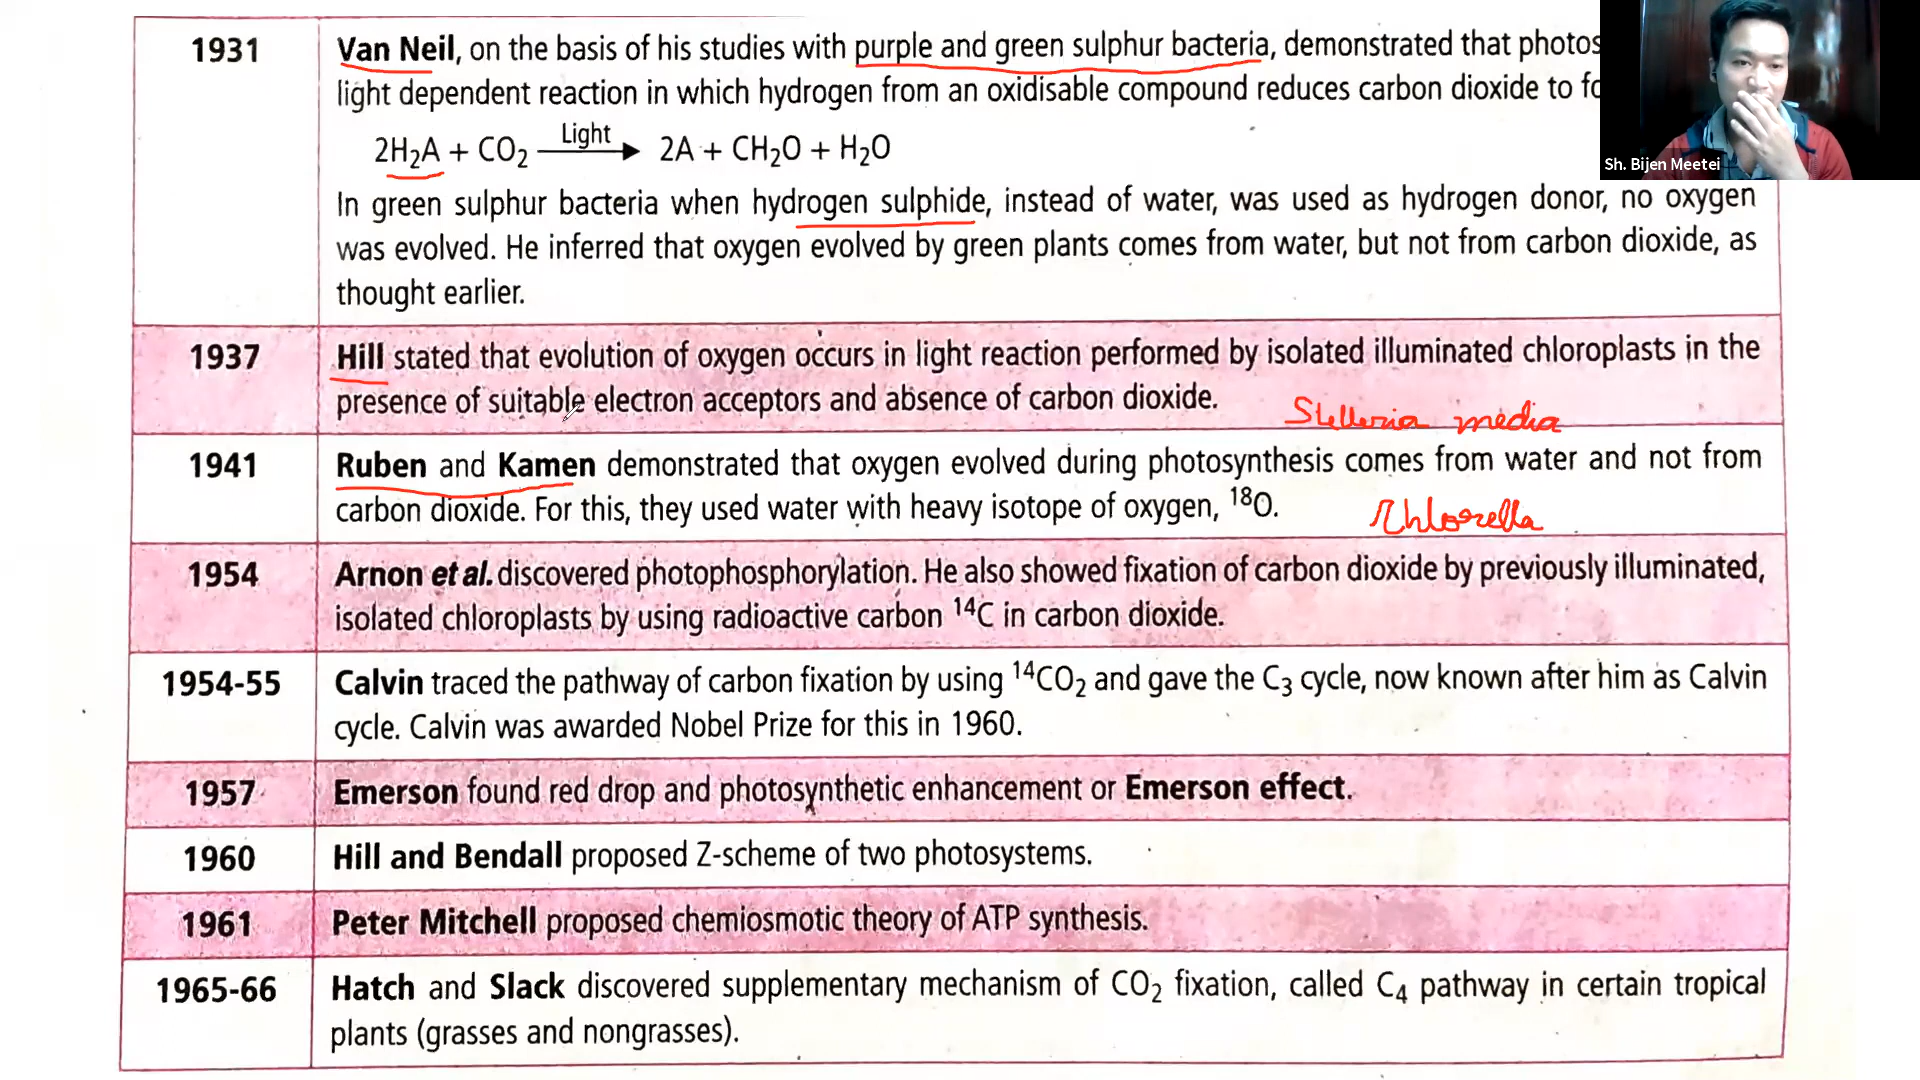 1931
Van Neil, on the basis of his studies with purple and green sulphur bacteria, demonstrated that photos
light dependent reaction in which hydrogen from an oxidisable compound reduces carbon dioxide to fo
2H₂A + CO₂ Light 2A + CH₂O + H₂O
In green sulphur bacteria when hydrogen sulphide, instead of water, was used as hydrogen donor, no oxygen
was evolved. He inferred that oxygen evolved by green plants comes from water, but not from carbon dioxide, as
thought earlier.
Sh. Bijen Meetei
1937
Hill stated that evolution of oxygen occurs in light reaction performed by isolated illuminated chloroplasts in the
presence of suitable electron acceptors and absence of carbon dioxide.
Stelleria media
1941
Ruben and Kamen demonstrated that oxygen evolved during photosynthesis comes from water and not from
carbon dioxide. For this, they used water with heavy isotope of oxygen, ¹⁸O.
Chlorella
1954
Arnon et al. discovered photophosphorylation. He also showed fixation of carbon dioxide by previously illuminated,
isolated chloroplasts by using radioactive carbon ¹⁴C in carbon dioxide.
1954-55
Calvin traced the pathway of carbon fixation by using ¹⁴CO₂ and gave the C₃ cycle, now known after him as Calvin
cycle. Calvin was awarded Nobel Prize for this in 1960.
1957
Emerson found red drop and photosynthetic enhancement or Emerson effect.
1960
Hill and Bendall proposed Z-scheme of two photosystems.
1961
Peter Mitchell proposed chemiosmotic theory of ATP synthesis.
1965-66
Hatch and Slack discovered supplementary mechanism of CO₂ fixation, called C₄ pathway in certain tropical
plants (grasses and nongrasses).